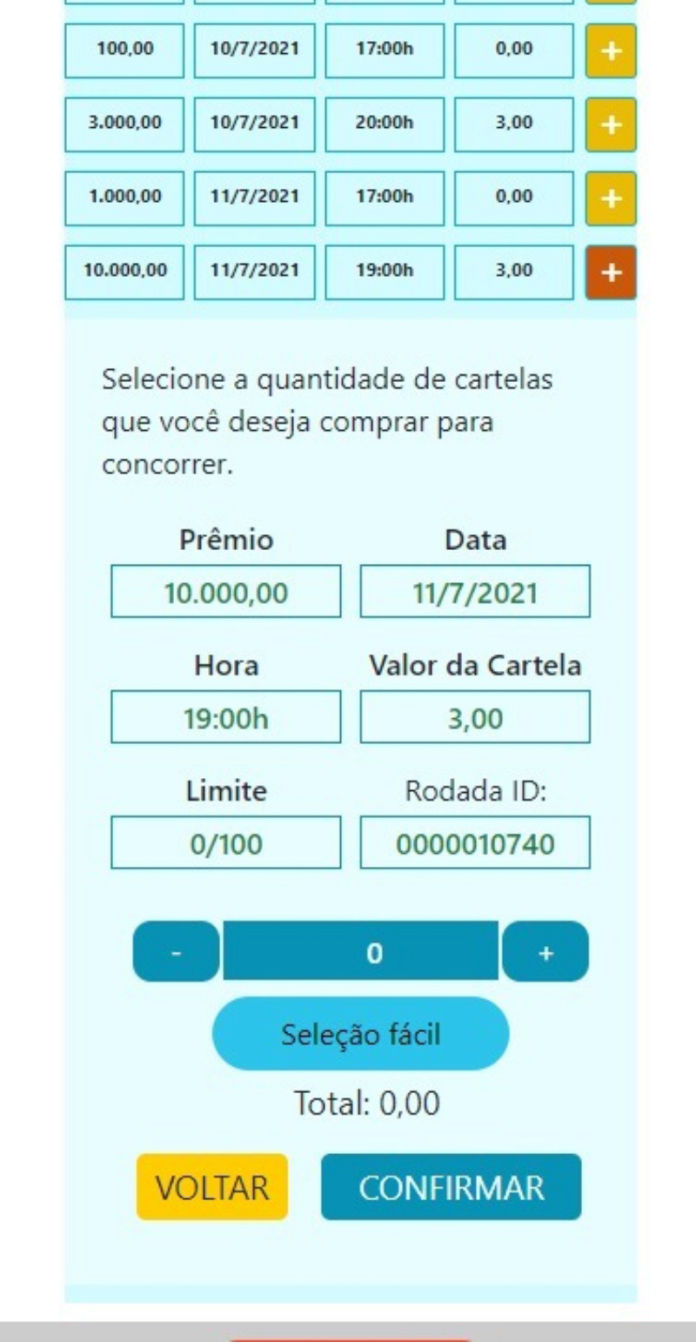 100,00 10/7/2021 17:00h 0,00 +
3.000,00 10/7/2021 20:00h 3,00 +
1.000,00 11/7/2021 17:00h 0,00 +
10.000,00 11/7/2021 19:00h 3,00 +
Selecione a quantidade de cartelas
que você deseja comprar para
concorrer.
Prêmio Data
10.000,00 11/7/2021
Hora Valor da Cartela
19:00h 3,00
Limite Rodada ID:
0/100 0000010740
- 0 +
Seleção fácil
Total: 0,00
VOLTAR CONFIRMAR